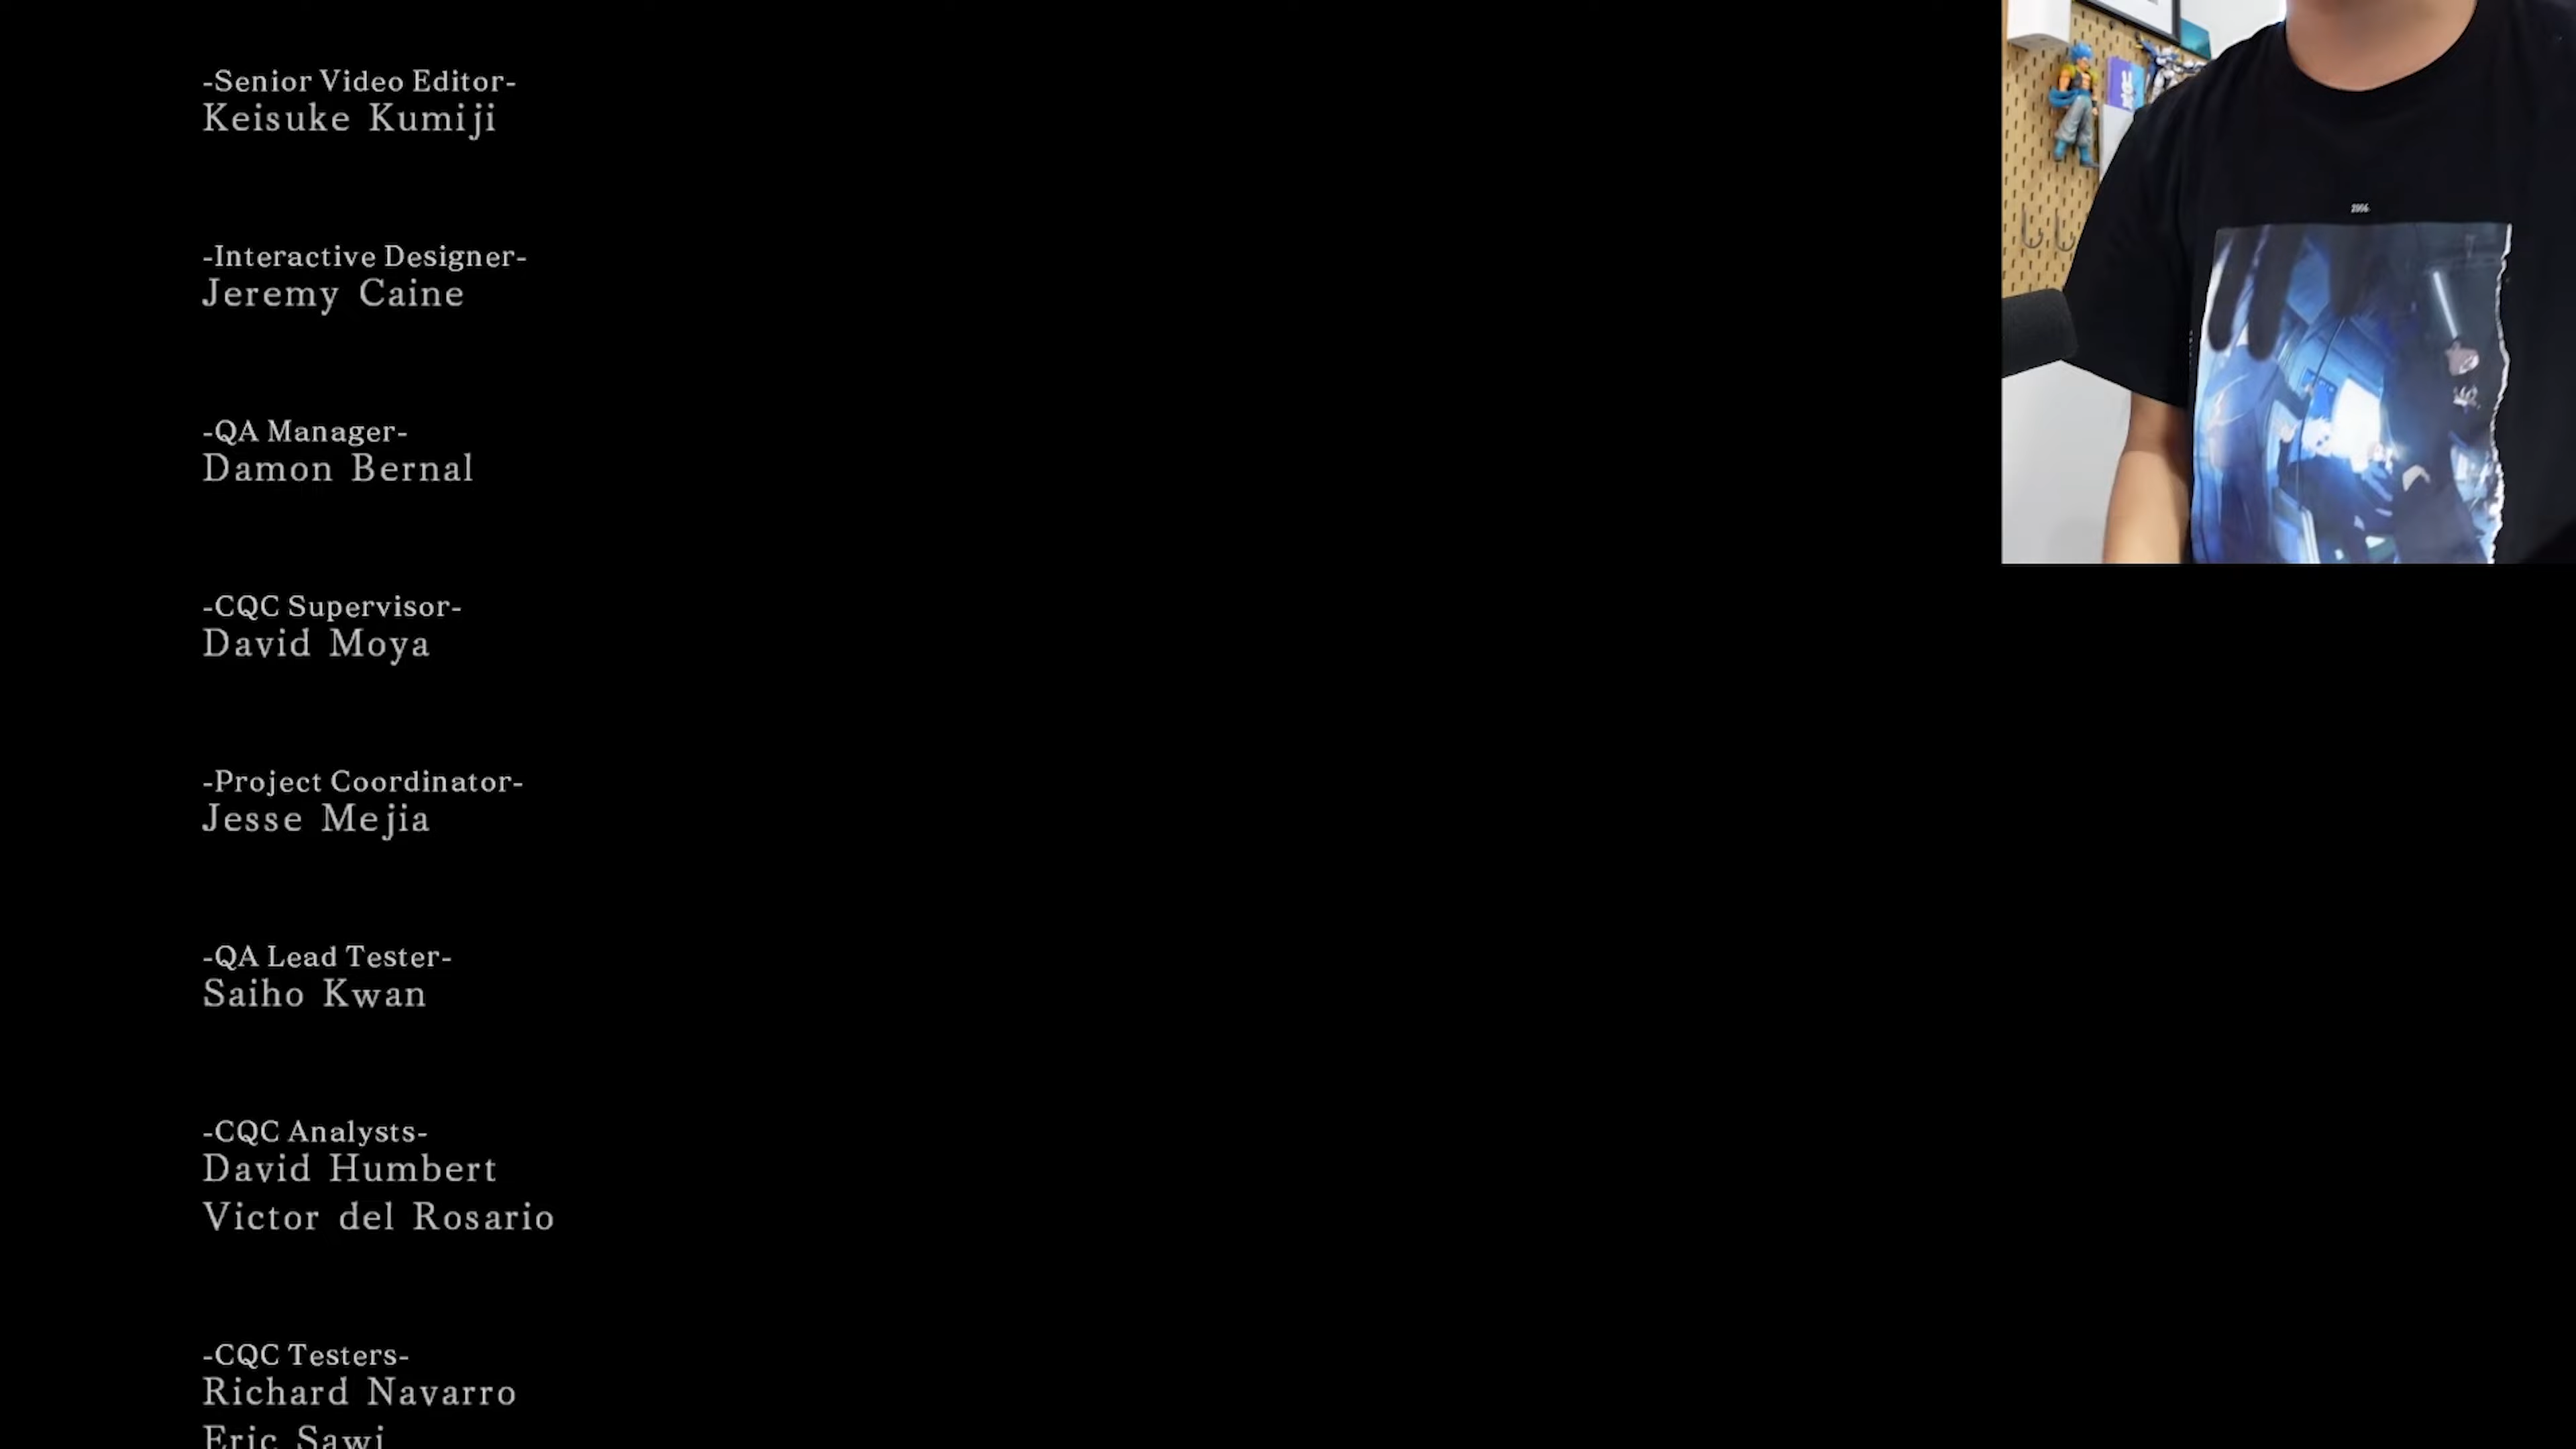 -Senior Video Editor-
Keisuke Kumiji
-Interactive Designer-
Jeremy Caine
-QA Manager-
Damon Bernal
-CQC Supervisor-
David Moya
-Project Coordinator-
Jesse Mejia
-QA Lead Tester-
Saiho Kwan
-CQC Analysts-
David Humbert
Victor del Rosario
-CQC Testers-
Richard Navarro
Eric Sawi